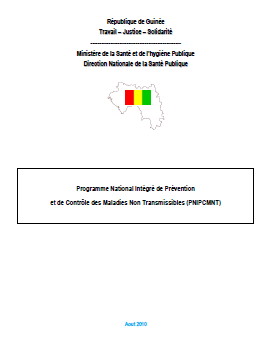 République de Guinée
Travail – Justice – Solidarité
----------------------------------------
Ministère de la Santé et de l'hygiène Publique
Direction Nationale de la Santé Publique
Programme National Intégré de Prévention
et de Contrôle des Maladies Non Transmissibles (PNIPCMNT)
Aout 2010